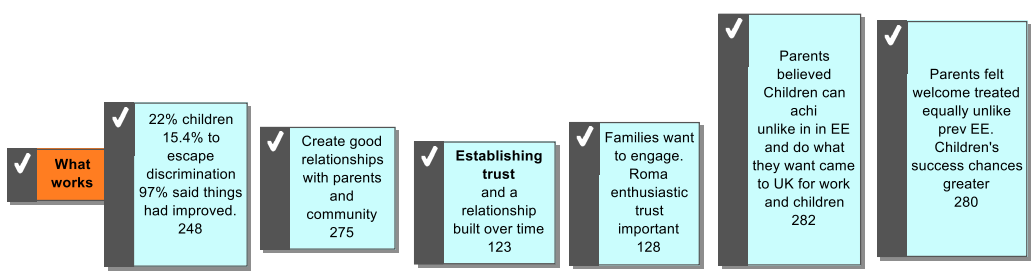 What
works
22% children
15.4% to
escape
discrimination
97% said things
had improved.
248
Create good
relationships
with parents
and
community
275
Establishing
trust
and a
relationship
built over time
123
Families want
to engage.
Roma
enthusiastic
trust
important
128
Parents
believed
Children can
achi
unlike in in EE
and do what
they want came
to UK for work
and children
282
Parents felt
welcome treated
equally unlike
prev EE.
Children's
success chances
greater
280